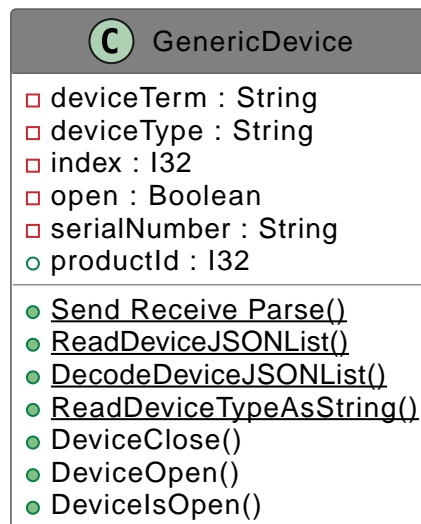 C GenericDevice
deviceTerm : String
deviceType : String
index : I32
open : Boolean
serialNumber : String
productId : I32
Send Receive Parse()
ReadDeviceJSONList()
DecodeDeviceJSONList()
ReadDeviceTypeAsString()
DeviceClose()
DeviceOpen()
DeviceIsOpen()